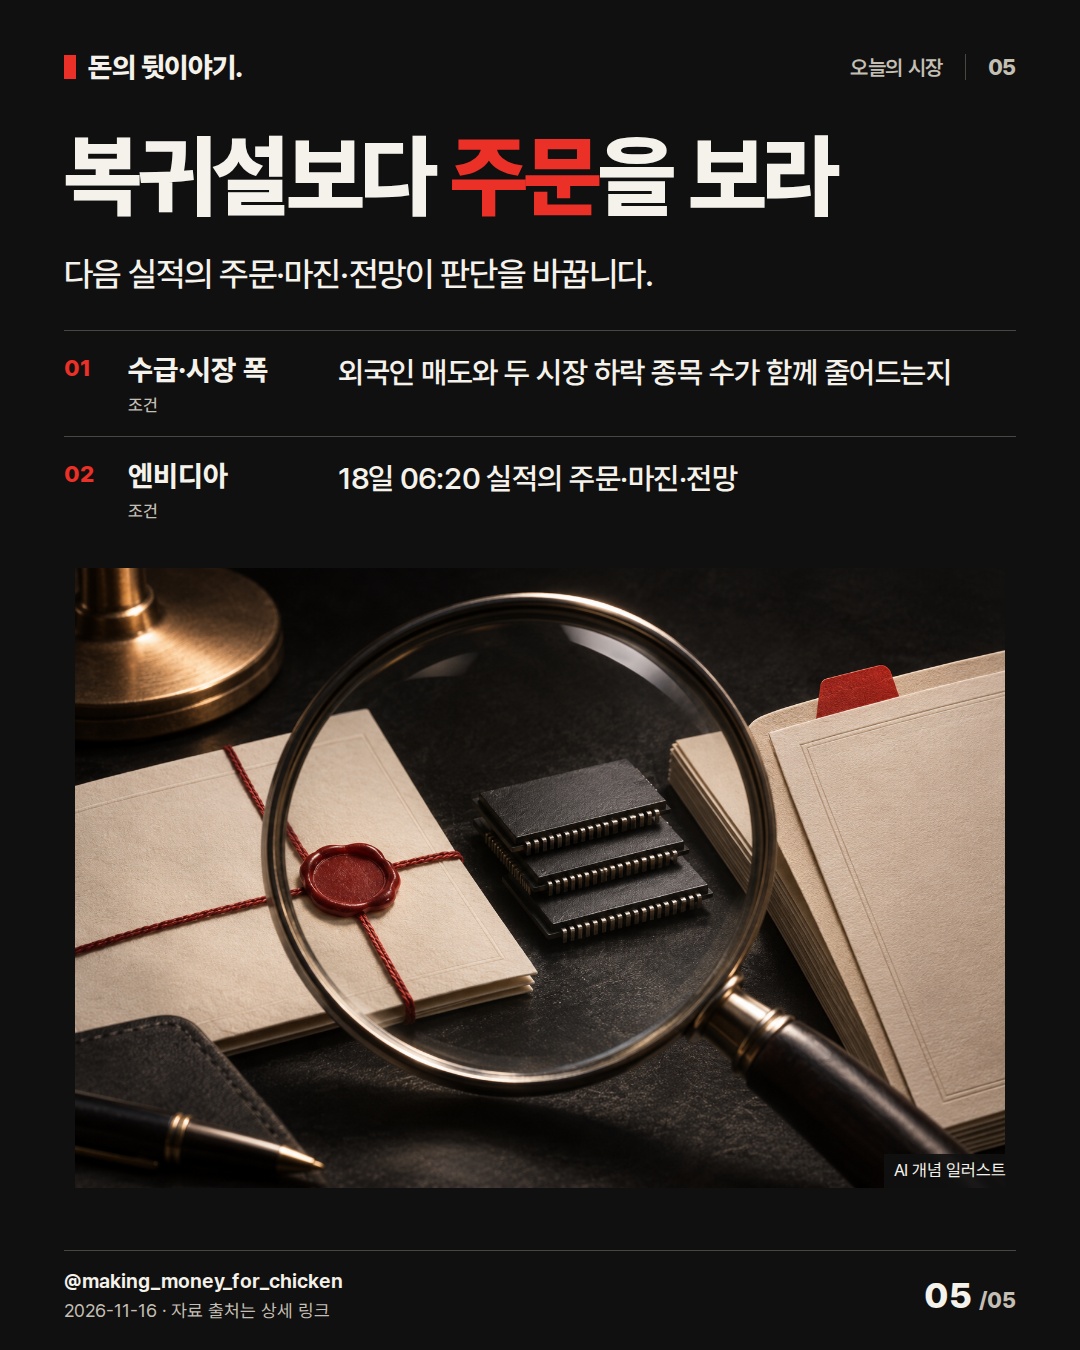 돈의 뒷이야기.
오늘의 시장 05
복귀설보다 주문을 보라
다음 실적의 주문·마진·전망이 판단을 바꿉니다.
01 수급·시장 폭 외국인 매도와 두 시장 하락 종목 수가 함께 줄어드는지
조건
02 엔비디아 18일 06:20 실적의 주문·마진·전망
조건
AI 개념 일러스트
@making_money_for_chicken
2026-11-16 · 자료 출처는 상세 링크
05 /05